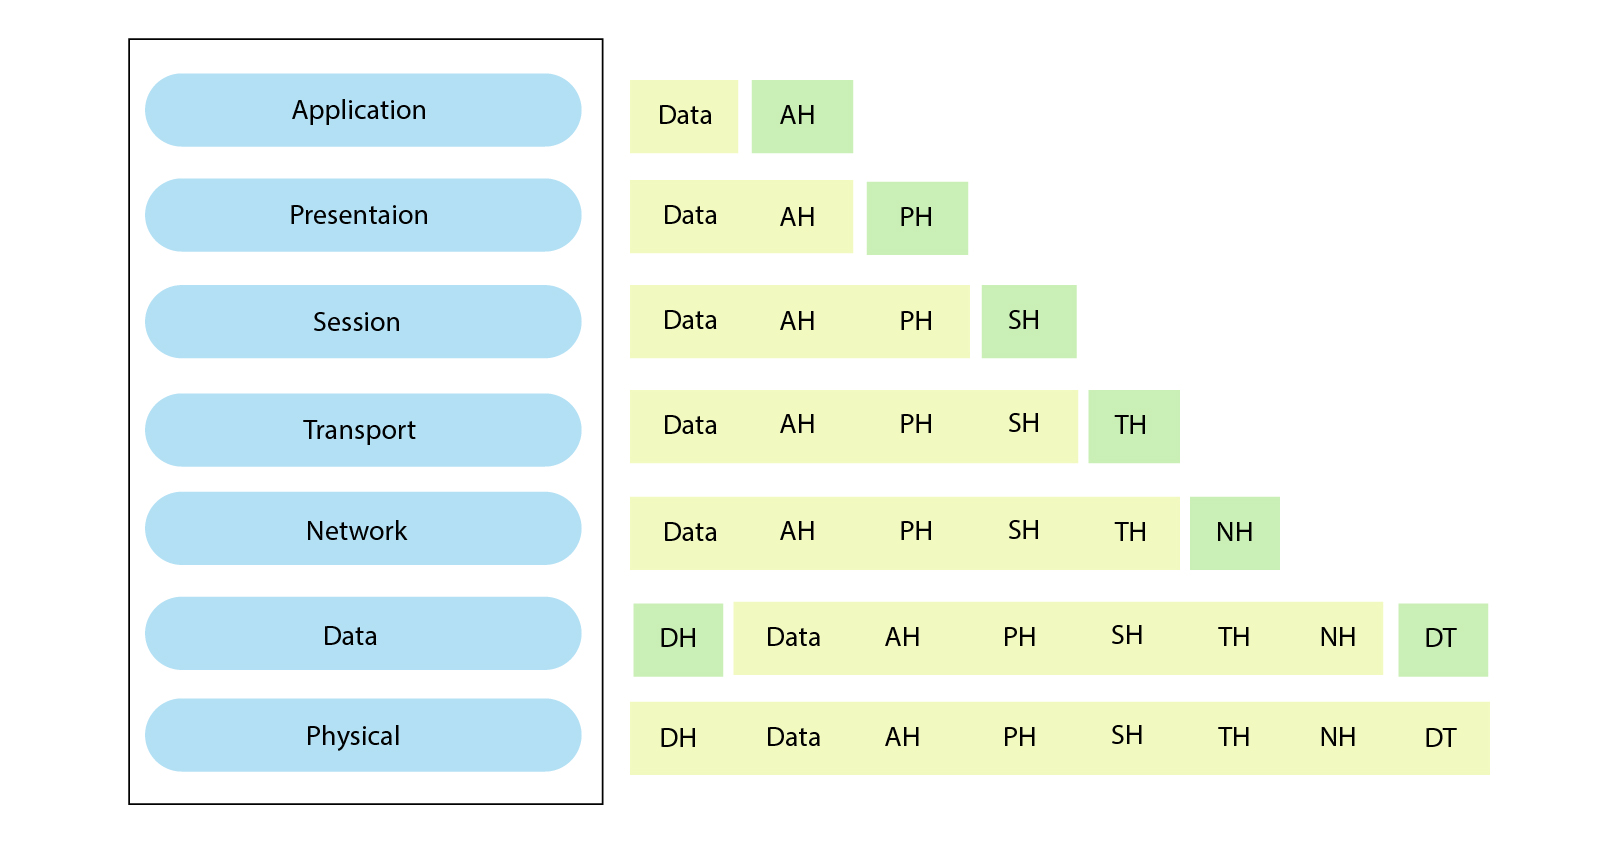 Application Data AH
Presentaion Data AH PH
Session Data AH PH SH
Transport Data AH PH SH TH
Network Data AH PH SH TH NH
Data DH Data AH PH SH TH NH DT
Physical DH Data AH PH SH TH NH DT